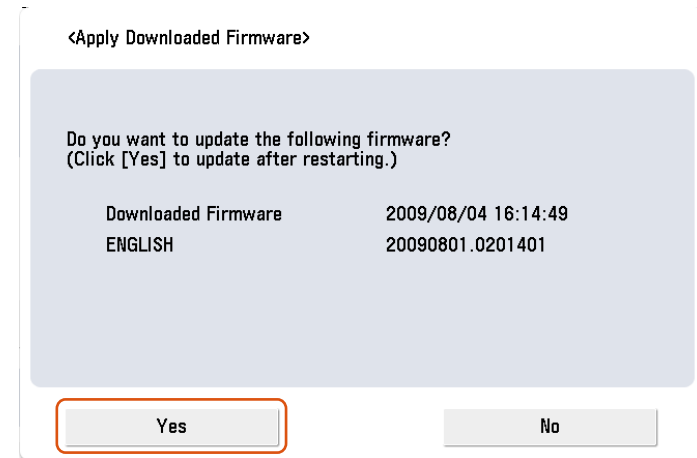 <Apply Downloaded Firmware>
Do you want to update the following firmware?
(Click [Yes] to update after restarting.)
Downloaded Firmware 2009/08/04 16:14:49
ENGLISH 20090801.0201401
Yes No